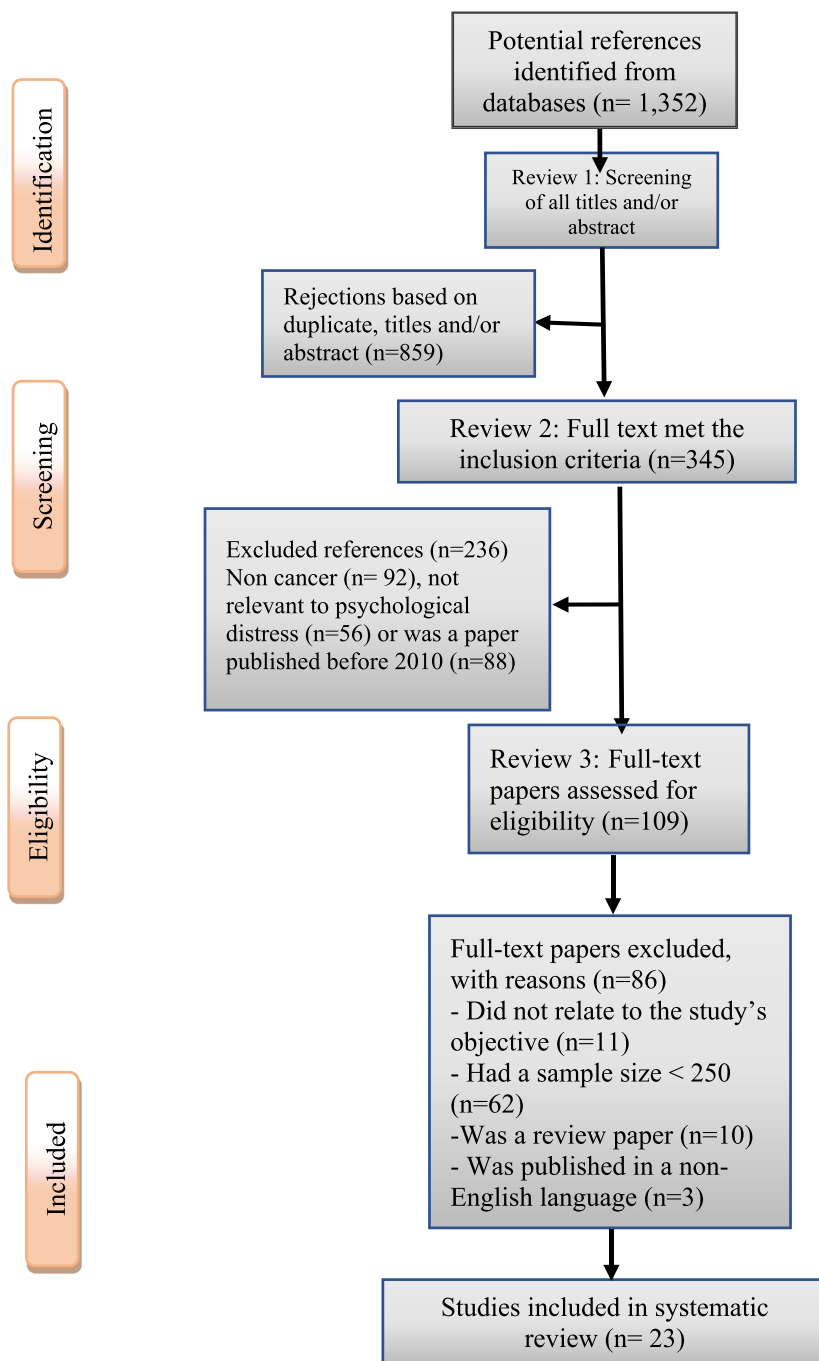 Potential references
identified from
databases (n= 1,352)
Identification
Review 1: Screening
of all titles and/or
abstract
Rejections based on
duplicate, titles and/or
abstract (n=859)
Screening
Review 2: Full text met the
inclusion criteria (n=345)
Excluded references (n=236)
Non cancer (n= 92), not
relevant to psychological
distress (n=56) or was a paper
published before 2010 (n=88)
Eligibility
Review 3: Full-text
papers assessed for
eligibility (n=109)
Full-text papers excluded,
with reasons (n=86)
- Did not relate to the study’s
objective (n=11)
- Had a sample size < 250
(n=62)
-Was a review paper (n=10)
- Was published in a non-
English language (n=3)
Included
Studies included in systematic
review (n= 23)